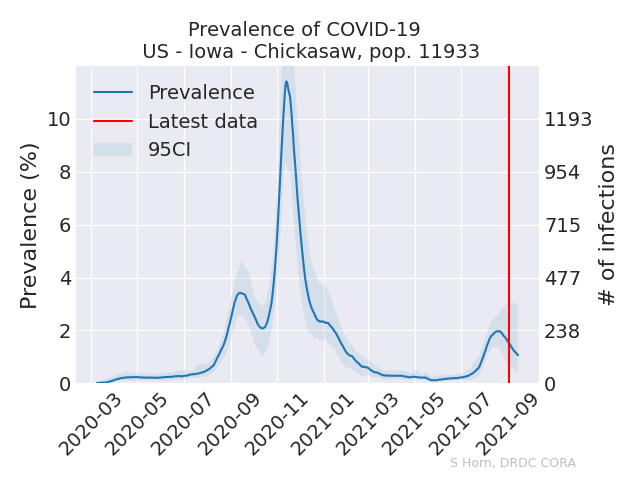 Prevalence of COVID-19
US - Iowa - Chickasaw, pop. 11933
Prevalence
Latest data
95CI
Prevalence (%)
10
8
6
4
2
0
1193
954
715
477
238
0
# of infections
2020-03
2020-05
2020-07
2020-09
2020-11
2021-01
2021-03
2021-05
2021-07
2021-09
S Horn, DRDC CORA